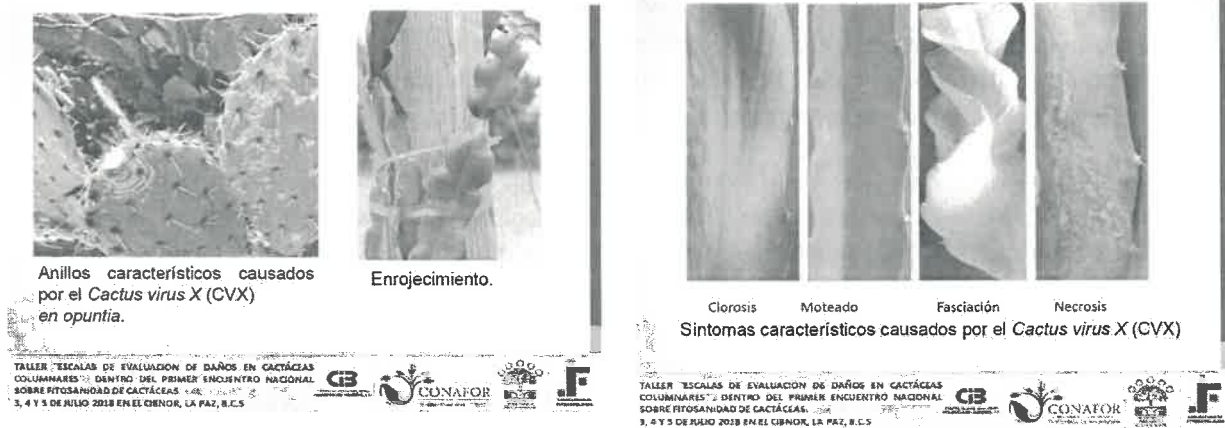 Anillos característicos causados
por el Cactus virus X (CVX)
en opuntia.
Enrojecimiento.
TALLER "ESCALAS DE EVALUACIÓN DE DAÑOS EN CACTÁCEAS
COLUMNARES" DENTRO DEL PRIMER ENCUENTRO NACIONAL
SOBRE FITOSANIDAD DE CACTÁCEAS.
3, 4 Y 5 DE JULIO 2018 EN EL CIBNOR, LA PAZ, B.C.S
CIB
CONAFOR
Clorosis Moteado Fasciación Necrosis
Síntomas característicos causados por el Cactus virus X (CVX)
TALLER "ESCALAS DE EVALUACIÓN DE DAÑOS EN CACTÁCEAS
COLUMNARES" DENTRO DEL PRIMER ENCUENTRO NACIONAL
SOBRE FITOSANIDAD DE CACTÁCEAS.
3, 4 Y 5 DE JULIO 2018 EN EL CIBNOR, LA PAZ, B.C.S
CIB
CONAFOR